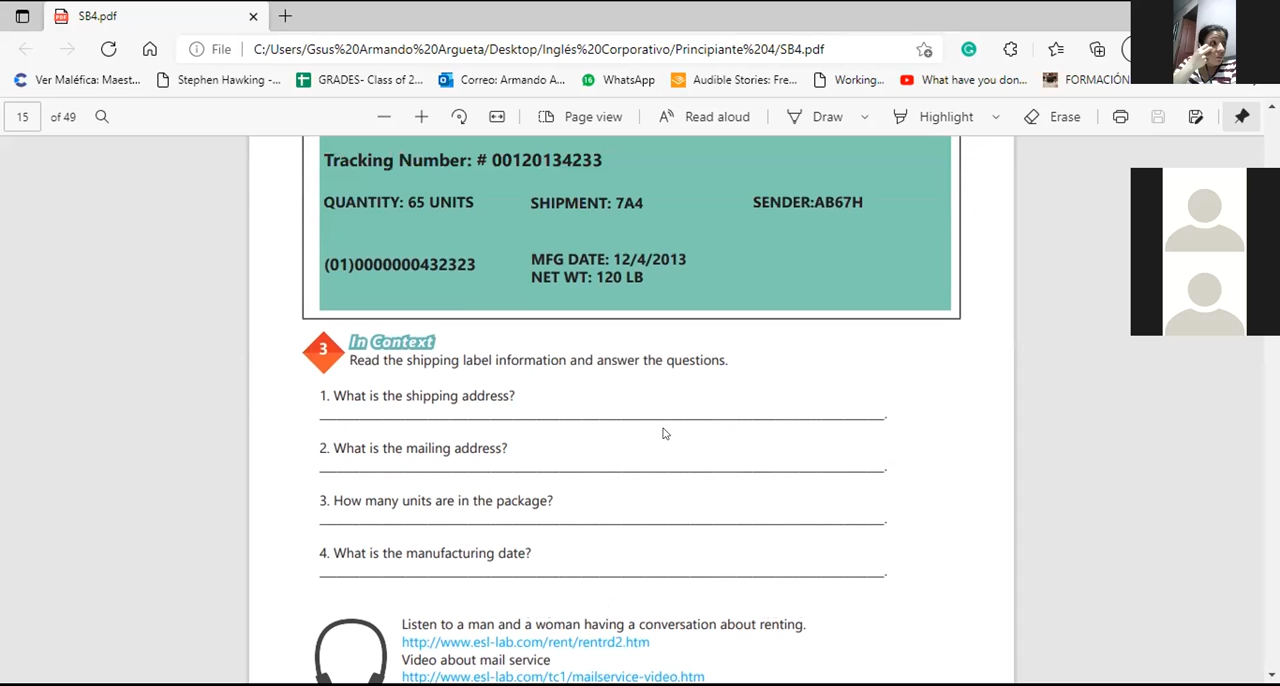 SB4.pdf
File C:/Users/Gsus%20Armando%20Argueta/Desktop/Inglés%20Corporativo/Principiante%204/SB4.pdf
Ver Maléfica: Maest... Stephen Hawking -... GRADES- Class of 2... Correo: Armando A... WhatsApp Audible Stories: Fre... Working... What have you don... FORMACIÓN
15 of 49 Page view Read aloud Draw Highlight Erase
Tracking Number: # 00120134233
QUANTITY: 65 UNITS SHIPMENT: 7A4 SENDER:AB67H
(01)0000000432323 MFG DATE: 12/4/2013
NET WT: 120 LB
3 In Context
Read the shipping label information and answer the questions.
1. What is the shipping address?
2. What is the mailing address?
3. How many units are in the package?
4. What is the manufacturing date?
Listen to a man and a woman having a conversation about renting.
http://www.esl-lab.com/rent/rentrd2.htm
Video about mail service
http://www.esl-lab.com/tc1/mailservice-video.htm